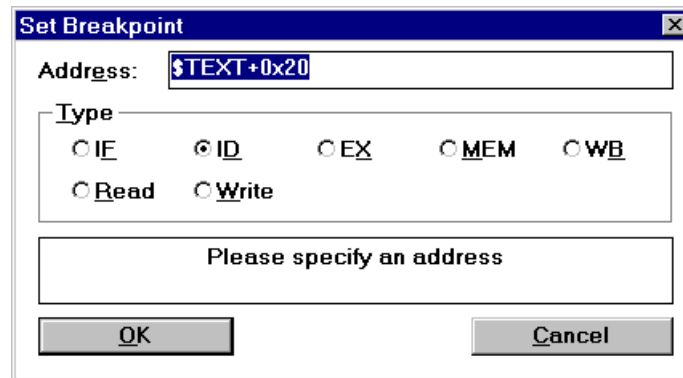 Set Breakpoint
Address: $TEXT+0x20
Type
IF ID EX MEM WB
Read Write
Please specify an address
OK Cancel